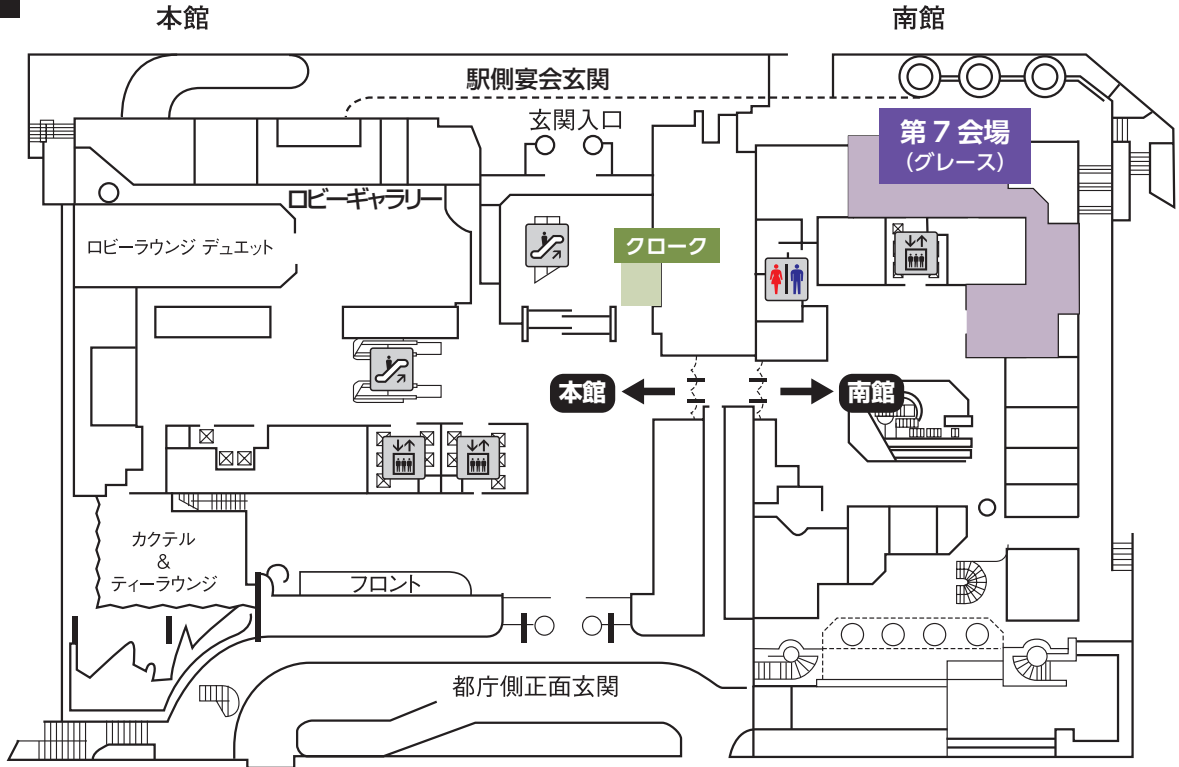 本館
南館
駅側宴会玄関
玄関入口
第7会場
（グレース）
ロビーギャラリー
ロビーラウンジ デュエット
クローク
本館
南館
カクテル
&
ティーラウンジ
フロント
都庁側正面玄関